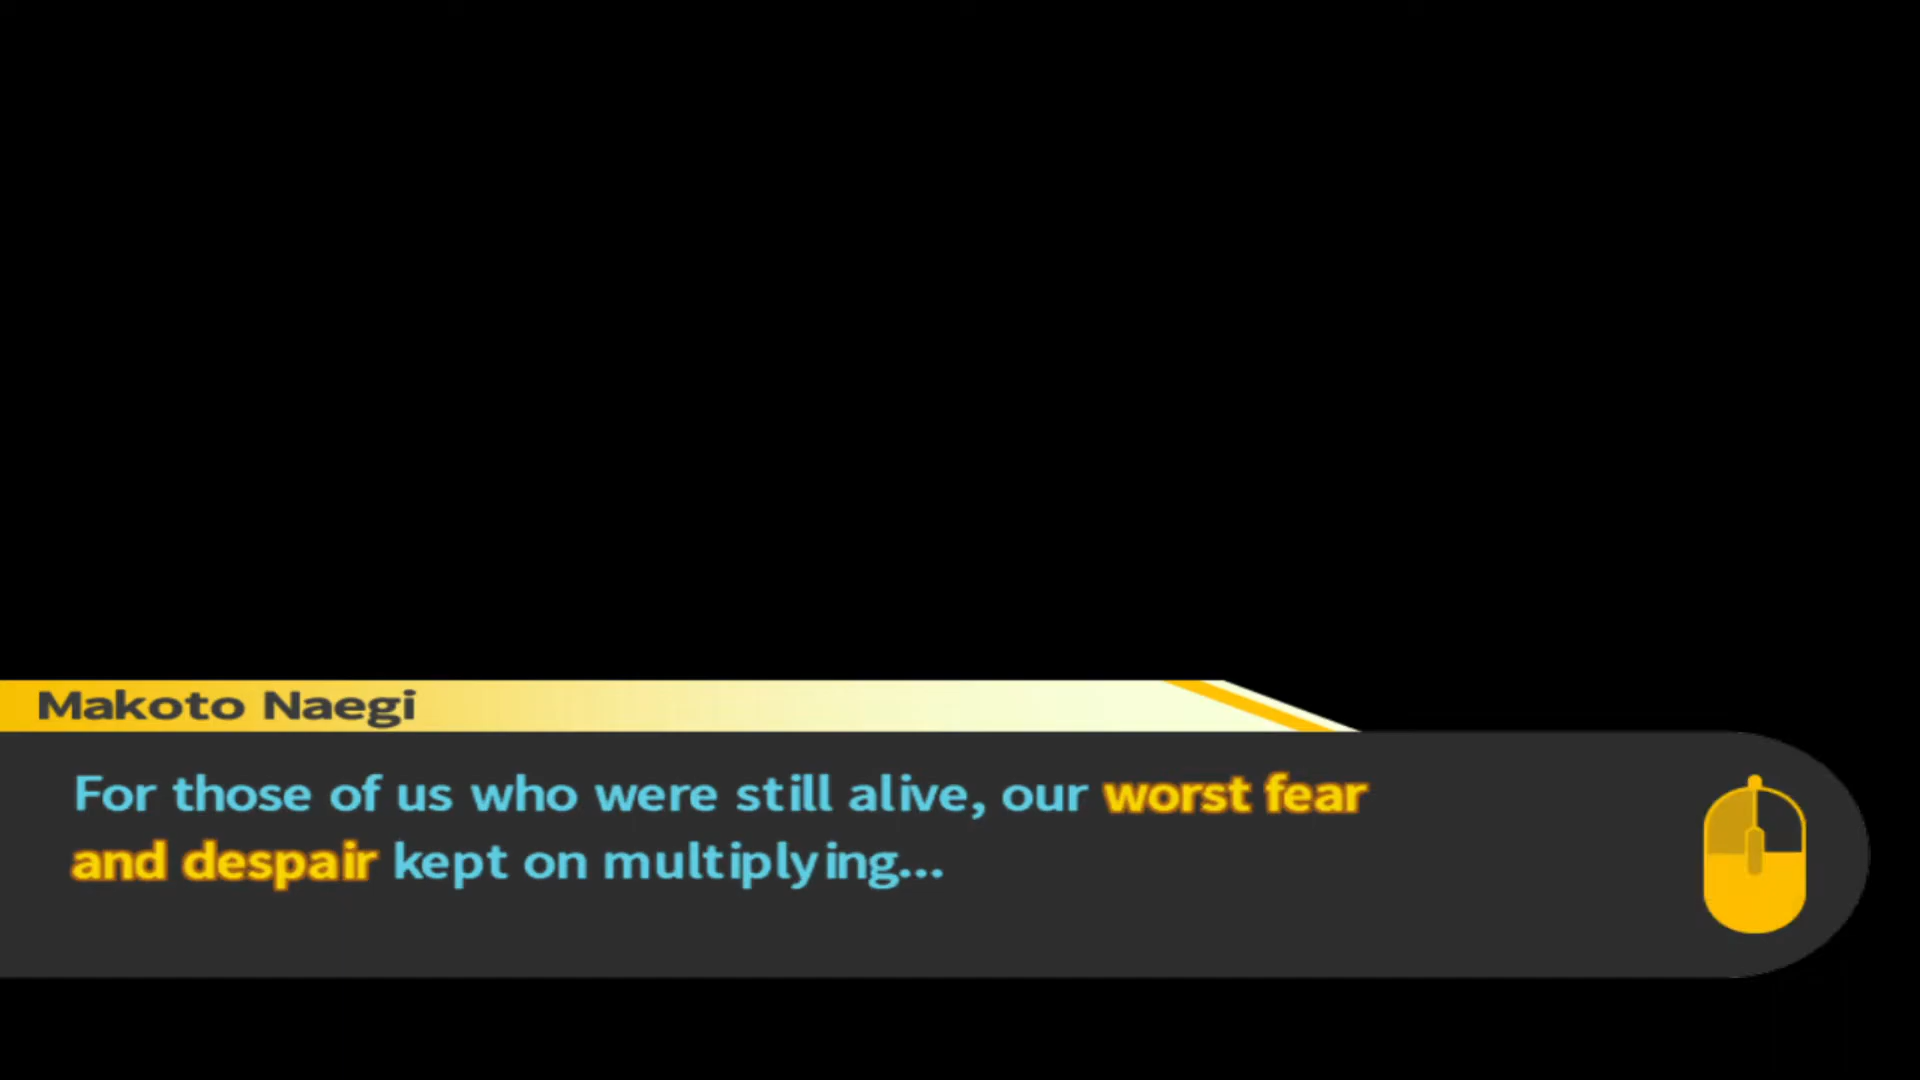 Makoto Naegi
For those of us who were still alive, our worst fear
and despair kept on multiplying...